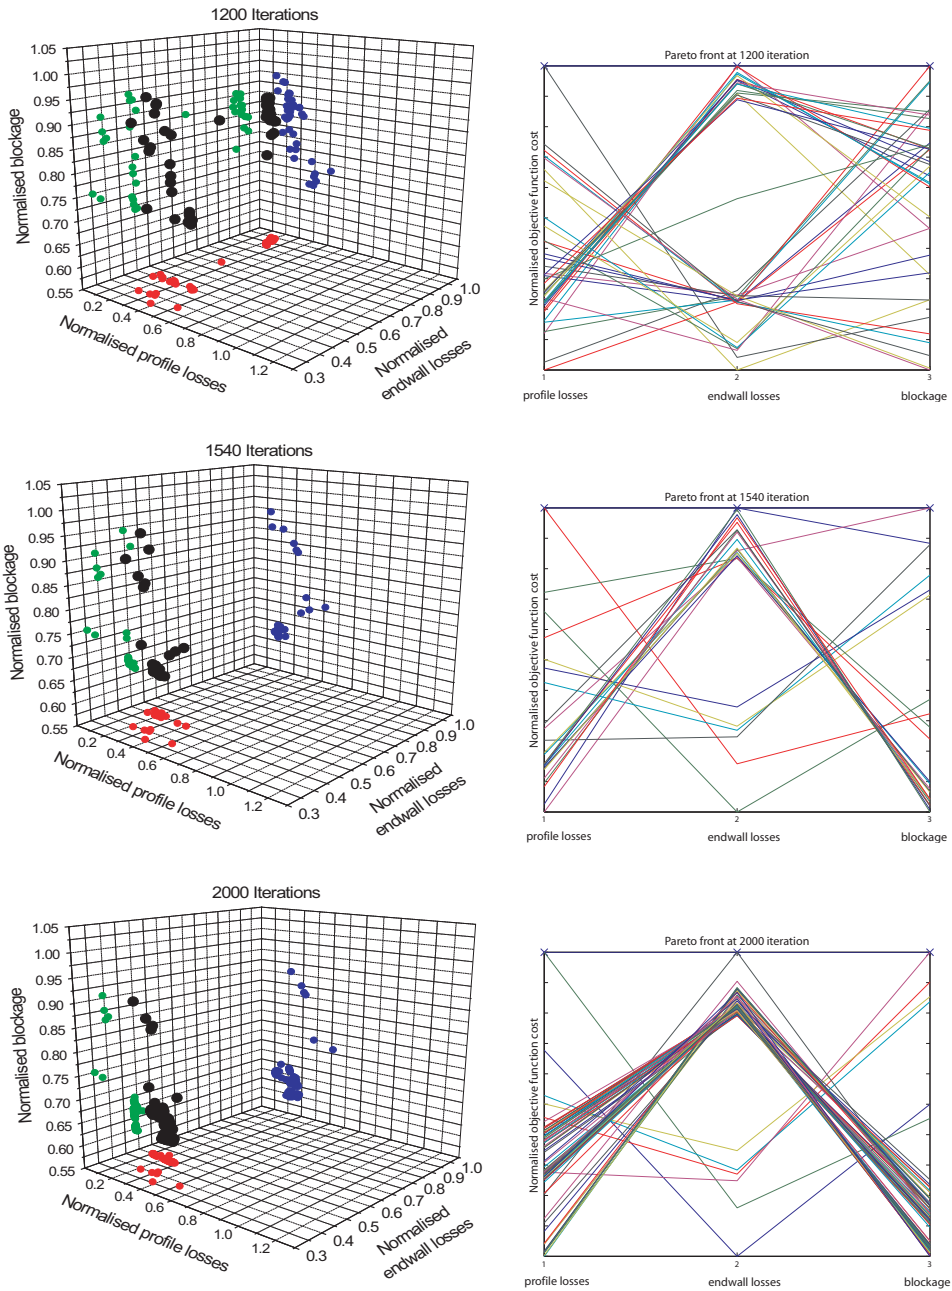 1200 Iterations
Normalised blockage
1.05
1.00
0.95
0.90
0.85
0.80
0.75
0.70
0.65
0.60
0.55
0.2
0.4
0.6
1.0
1.2
Normalised profile losses
0.3
0.4
0.5
0.6
0.7
0.8
0.9
1.0
Normalised
endwall losses
Pareto front at 1200 iteration
Normalised objective function cost
1
2
3
profile losses
endwall losses
blockage
1540 Iterations
Normalised blockage
1.05
1.00
0.95
0.90
0.85
0.80
0.75
0.70
0.65
0.60
0.55
0.2
0.4
0.6
0.8
1.0
1.2
Normalised profile losses
0.3
0.4
0.5
0.6
0.7
0.8
0.9
1.0
Normalised
endwall losses
Pareto front at 1540 iteration
Normalised objective function cost
1
2
3
profile losses
endwall losses
blockage
2000 Iterations
Normalised blockage
1.05
1.00
0.95
0.90
0.85
0.80
0.75
0.70
0.65
0.60
0.55
0.2
0.4
0.6
0.8
1.0
1.2
Normalised profile losses
0.3
0.4
0.5
0.6
0.7
0.8
0.9
1.0
Normalised
endwall losses
Pareto front at 2000 iteration
Normalised objective function cost
1
2
3
profile losses
endwall losses
blockage